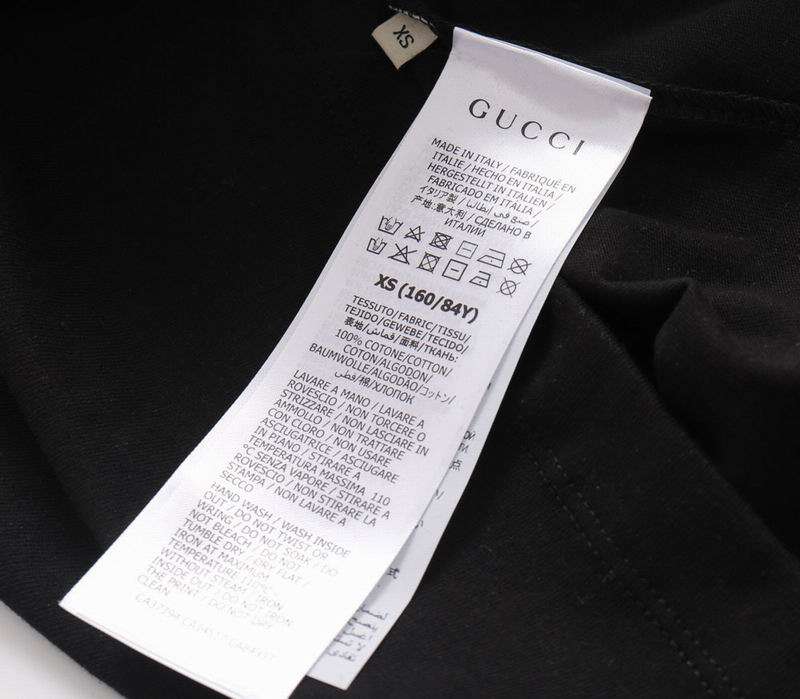 XS
GUCCI
MADE IN ITALY / FABRIQUÉ EN
ITALIE / HECHO EN ITALIA /
HERGESTELLT IN ITALIEN /
FABRICADO EM ITALIA /
イタリア製 / صنع في ايطاليا /
产地:意大利 / СДЕЛАНО В
ИТАЛИИ
XS (160/84Y)
TESSUTO/FABRIC/TISSU/
TEJIDO/GEWEBE/TECIDO/
表地/قماش/面料/ТКАНЬ:
100% COTONE/COTTON/
COTON/ALGODON/
BAUMWOLLE/ALGODÃO/コットン/
قطن/棉/ХЛОПОК
LAVARE A MANO / LAVARE A
ROVESCIO / NON TORCERE O
STRIZZARE / NON LASCIARE IN
AMMOLLO / NON TRATTARE
CON CLORO / NON USARE
ASCIUGATRICE / ASCIUGARE
IN PIANO / STIRARE A
TEMPERATURA MASSIMA 110
°C SENZA VAPORE / STIRARE A
ROVESCIO / NON STIRARE LA
STAMPA / NON LAVARE A
SECCO
HAND WASH / WASH INSIDE
OUT / DO NOT TWIST OR
WRING / DO NOT SOAK / DO
NOT BLEACH / DO NOT
TUMBLE DRY / DRY FLAT /
IRON AT MAXIMUM
TEMPERATURE
WITHOUT STEAM / IRON
INSIDE OUT / DO NOT IRON
THE PRINT / DO NOT DRY
CLEAN
点
式